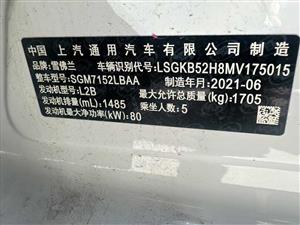 中国 上汽通用汽车有限公司 制造
品牌:雪佛兰 车辆识别代号:LSGKB52H8MV175015
整车型号:SGM7152LBAA 制造年月:2021-06
发动机型号:L2B 最大允许总质量(kg):1705
发动机排量(mL):1485 乘坐人数:5
发动机最大净功率(kW):80